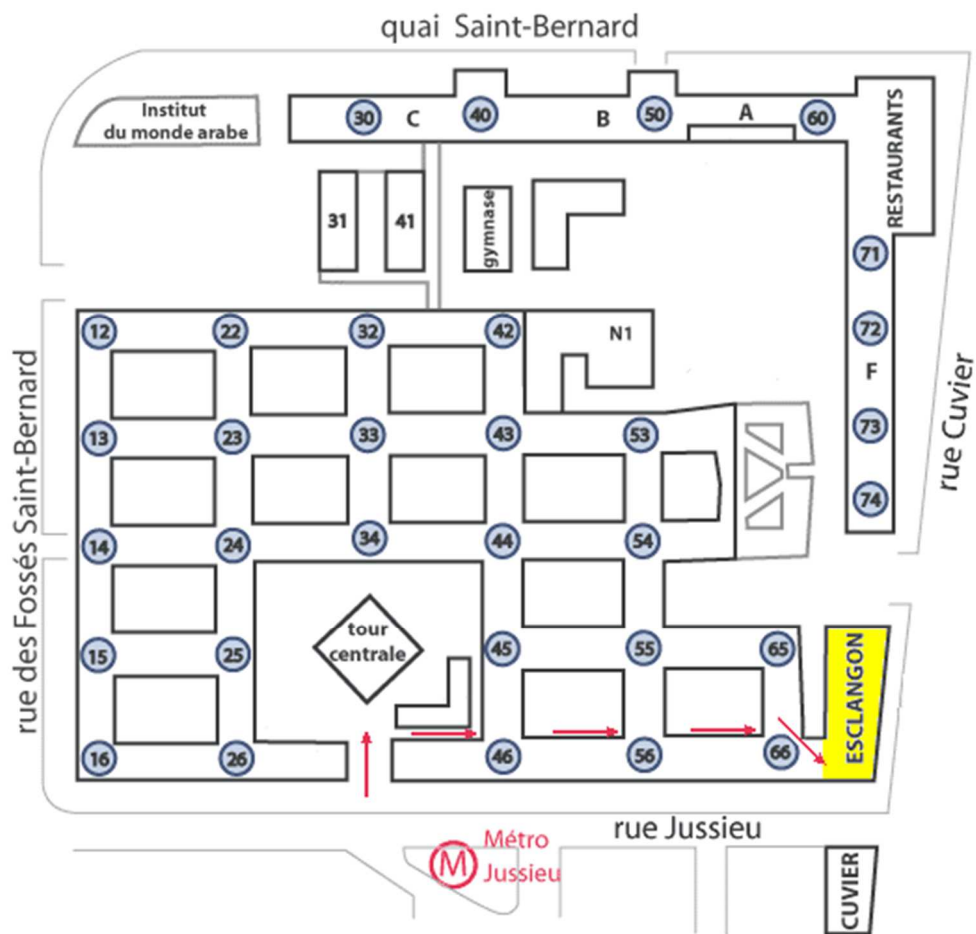 quai Saint-Bernard
Institut
du monde arabe
30
C
40
B
50
A
60
RESTAURANTS
31
41
gymnase
71
72
F
73
74
rue Cuvier
rue des Fossés Saint-Bernard
12
22
32
42
N1
13
23
33
43
53
14
24
34
44
54
tour
centrale
15
25
45
55
65
16
26
46
56
66
ESCLANGON
rue Jussieu
M
Métro
Jussieu
CUVIER